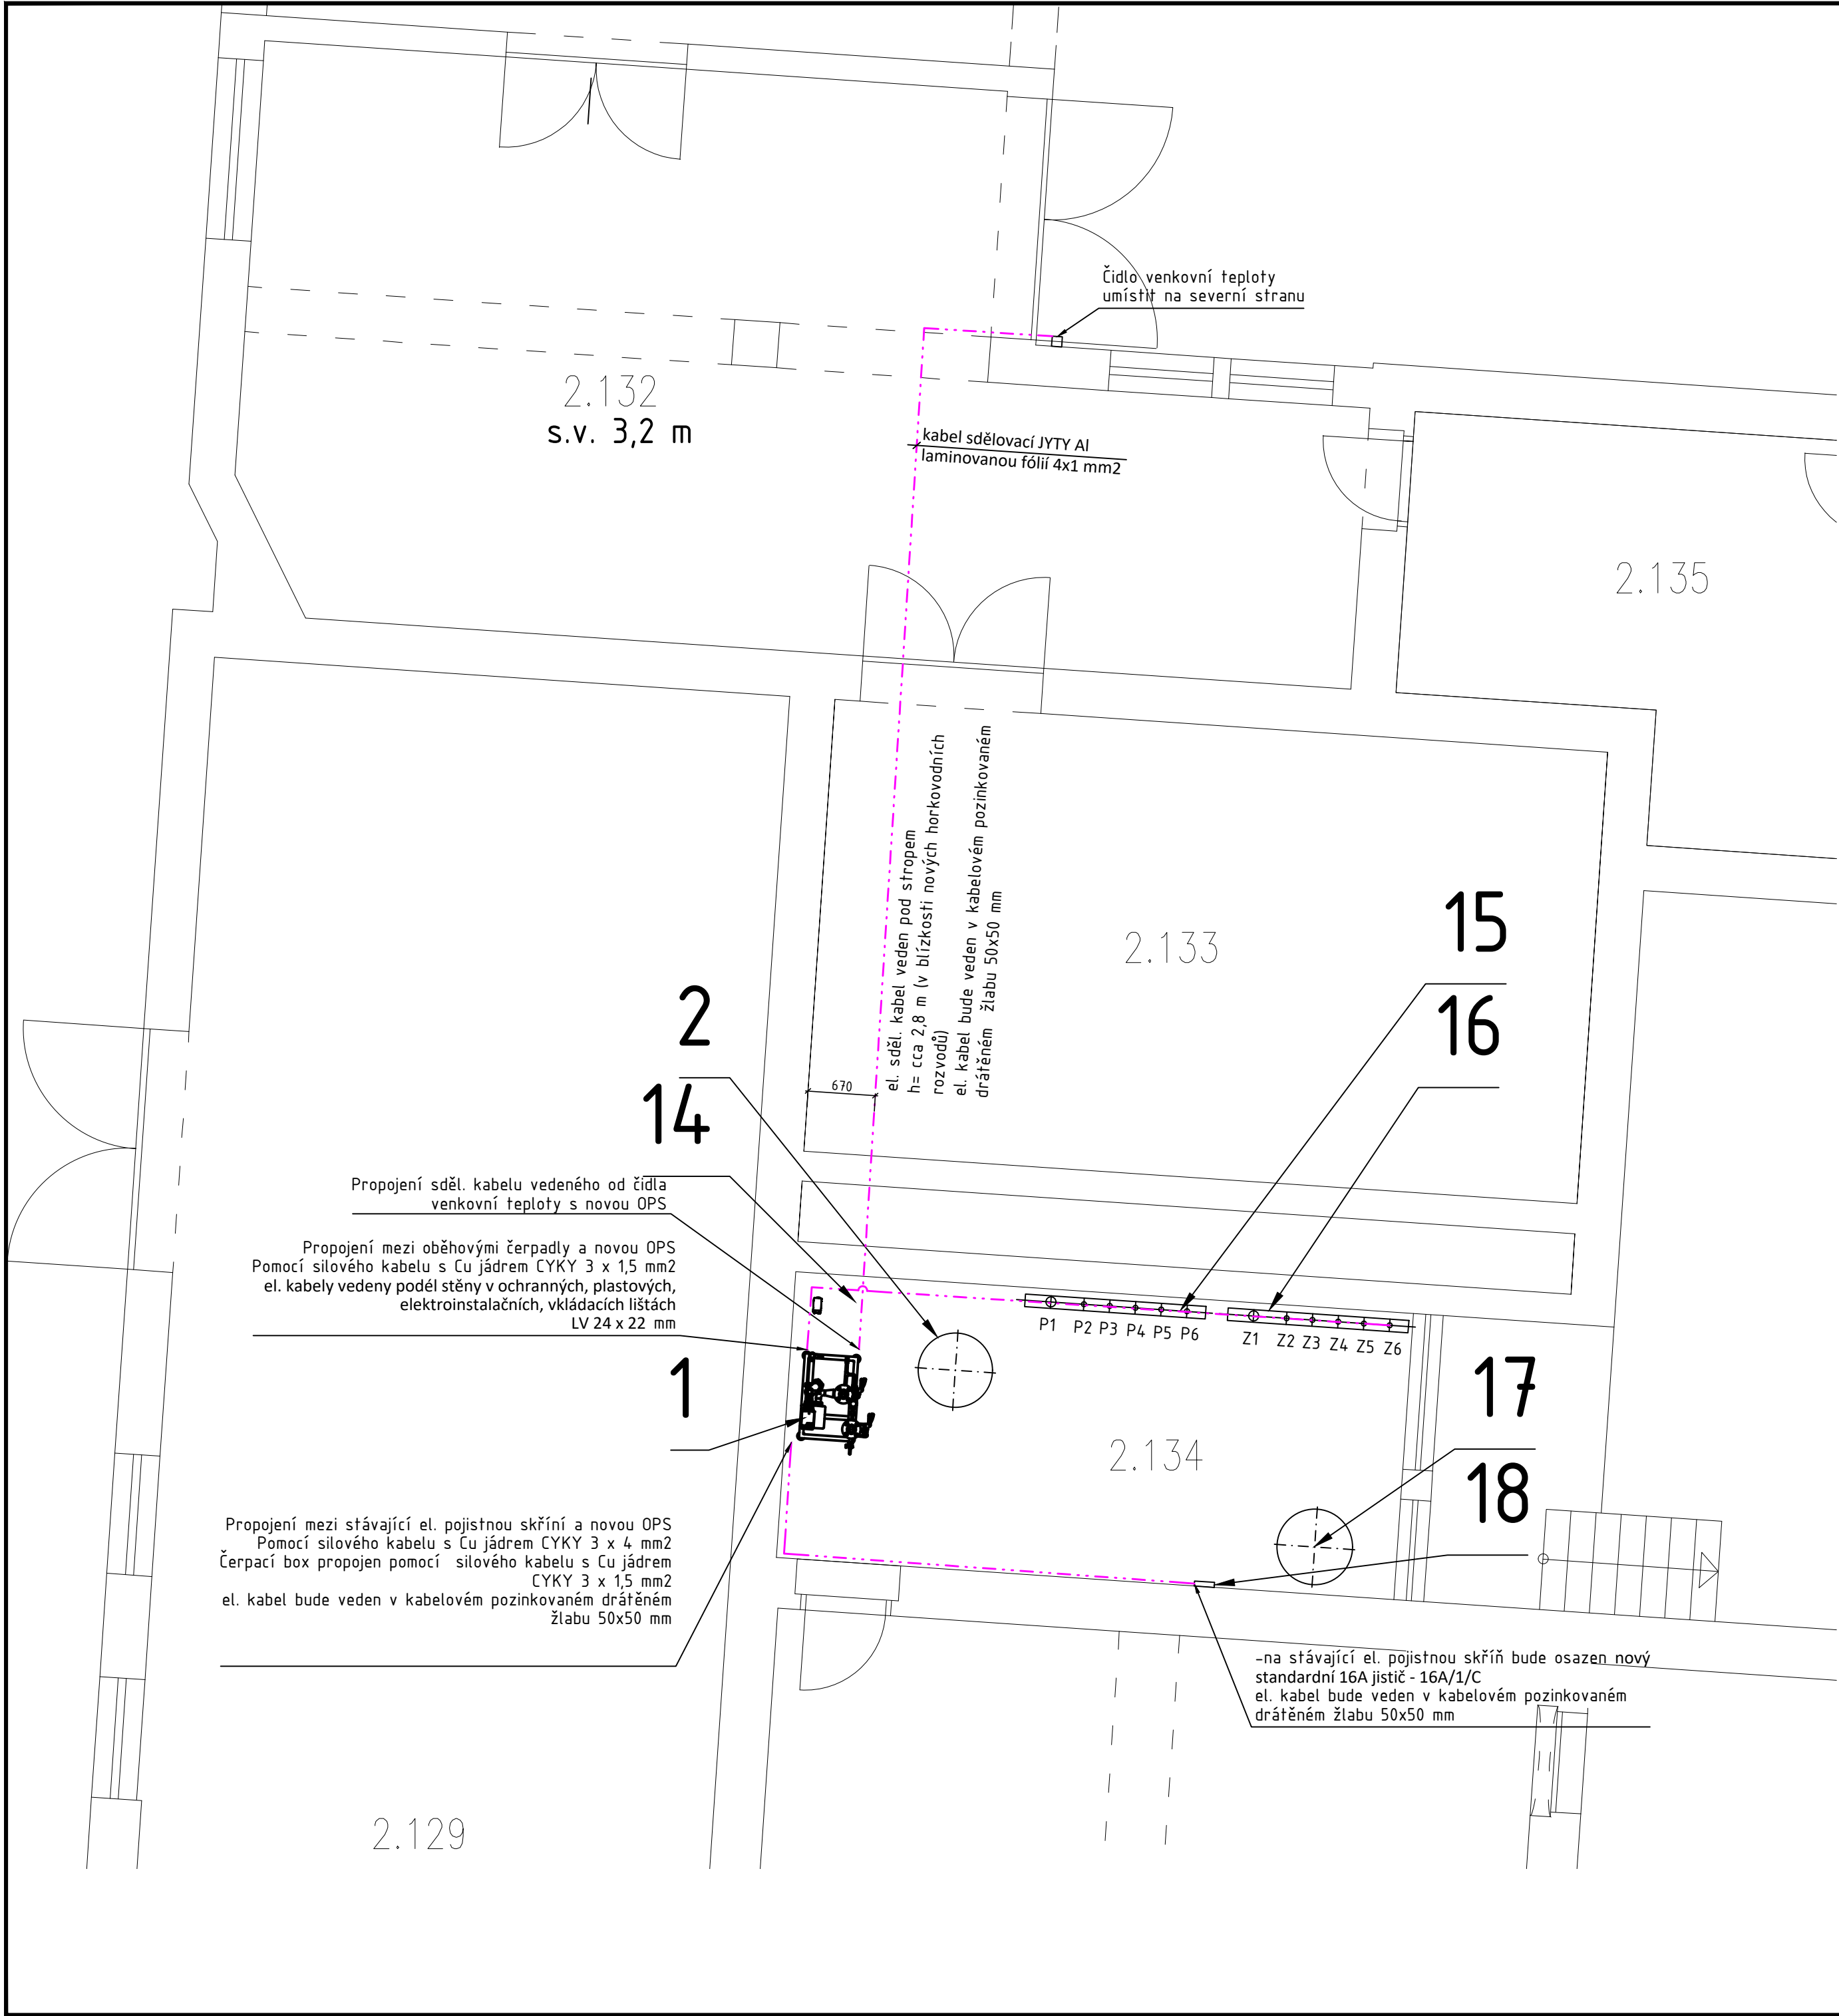 Čidlo venkovní teploty
umístit na severní stranu
2.132
s.v. 3,2 m
kabel sdělovací JYTY Al
laminovanou fólií 4x1 mm2
2.135
el. sděl. kabel veden pod stropem
h= cca 2,8 m (v blízkosti nových horkovodních
rozvodů)
el. kabel bude veden v kabelovém pozinkovaném
drátěném žlabu 50x50 mm
2.133
15
16
2
14
670
Propojení sděl. kabelu vedeného od čidla
venkovní teploty s novou OPS
Propojení mezi oběhovými čerpadly a novou OPS
Pomocí silového kabelu s Cu jádrem CYKY 3 x 1,5 mm2
el. kabely vedeny podél stěny v ochranných, plastových,
elektroinstalačních, vkládacích lištách
LV 24 x 22 mm
P1 P2 P3 P4 P5 P6
Z1 Z2 Z3 Z4 Z5 Z6
1
17
2.134
18
Propojení mezi stávající el. pojistnou skříní a novou OPS
Pomocí silového kabelu s Cu jádrem CYKY 3 x 4 mm2
Čerpací box propojen pomocí silového kabelu s Cu jádrem
CYKY 3 x 1,5 mm2
el. kabel bude veden v kabelovém pozinkovaném drátěném
žlabu 50x50 mm
-na stávající el. pojistnou skříň bude osazen nový
standardní 16A jistič - 16A/1/C
el. kabel bude veden v kabelovém pozinkovaném
drátěném žlabu 50x50 mm
2.129